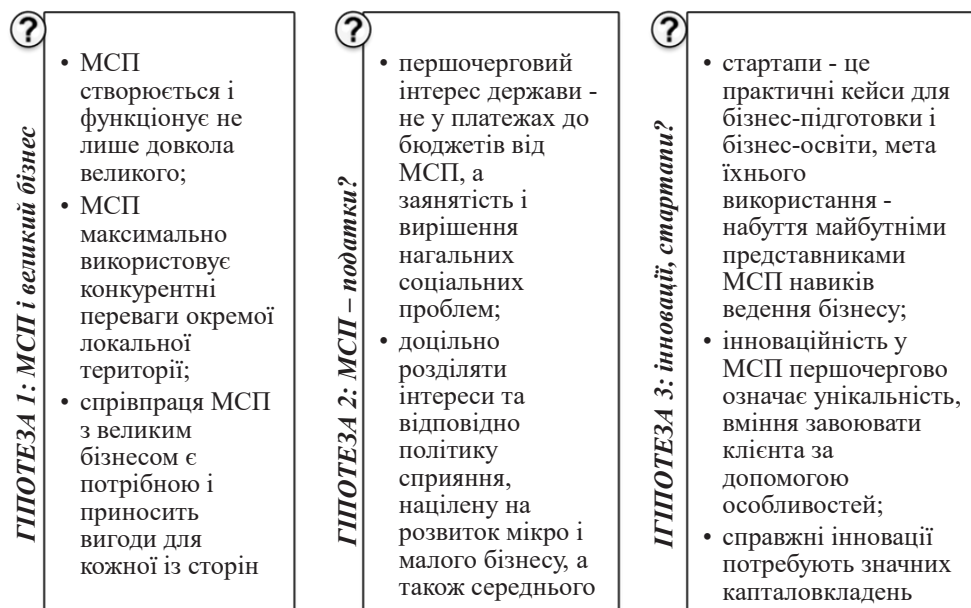 ?
ГІПОТЕЗА 1: МСП і великий бізнес
• МСП
створюється і
функціонує не
лише довкола
великого;
• МСП
максимально
використовує
конкурентні
переваги окремої
локальної
території;
• спрівпраця МСП
з великим
бізнесом є
потрібною і
приносить
вигоди для
кожної із сторін
?
ГІПОТЕЗА 2: МСП – податки?
• першочерговий
інтерес держави -
не у платежах до
бюджетів від
МСП, а
заянятість і
вирішення
нагальних
соціальних
проблем;
• доцільно
розділяти
інтереси та
відповідно
політику
сприяння,
націлену на
розвиток мікро і
малого бізнесу, а
також середнього
?
ІГІПОТЕЗА 3: інновації, стартапи?
• стартапи - це
практичні кейси для
бізнес-підготовки і
бізнес-освіти, мета
їхнього
використання -
набуття майбутніми
представниками
МСП навиків
ведення бізнесу;
• інноваційність у
МСП першочергово
означає унікальність,
вміння завоювати
клієнта за
допомогою
особливостей;
• справжні інновації
потребують значних
капталовкладень